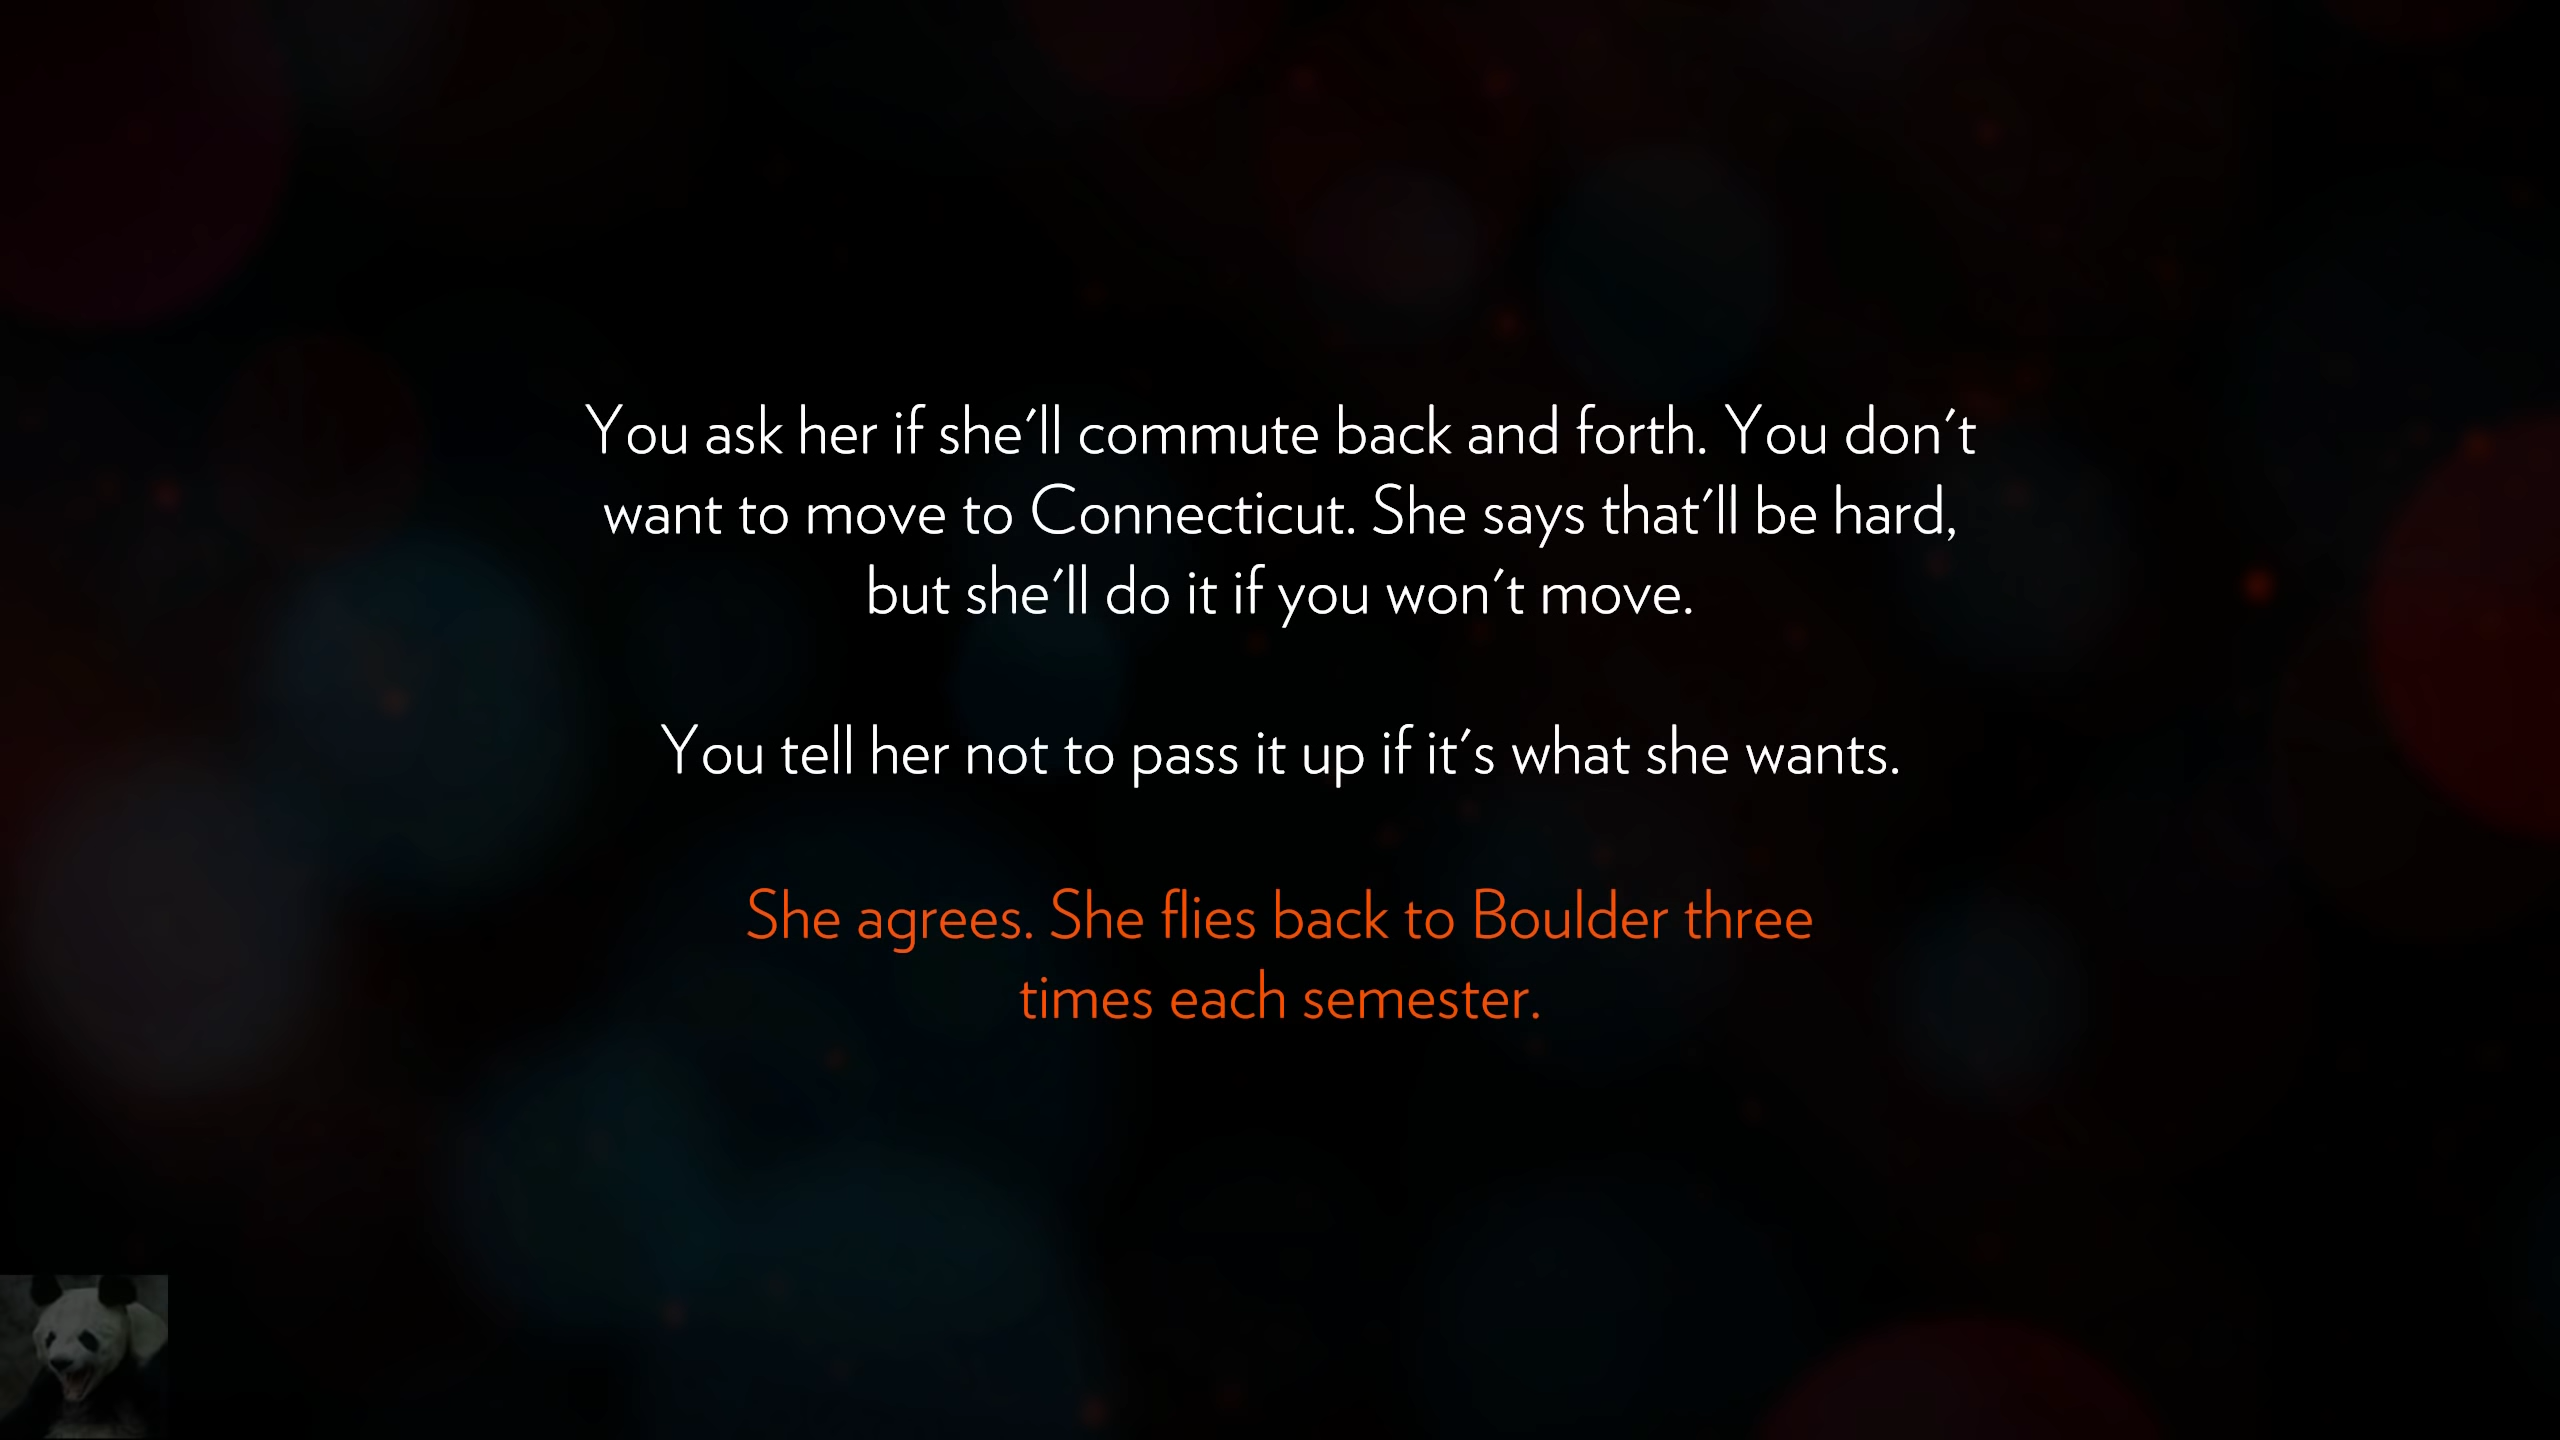 You ask her if she'll commute back and forth. You don't
want to move to Connecticut. She says that'll be hard,
but she'll do it if you won't move.
You tell her not to pass it up if it's what she wants.
She agrees. She flies back to Boulder three
times each semester.